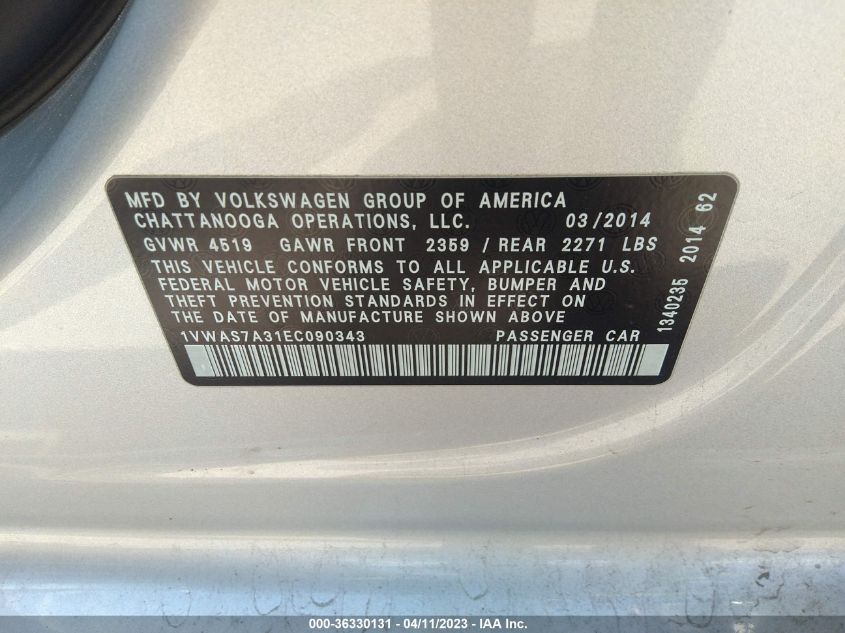 MFD BY VOLKSWAGEN GROUP OF AMERICA
CHATTANOOGA OPERATIONS, LLC. 03/2014
GVWR 4519 GAWR FRONT 2359 / REAR 2271 LBS
THIS VEHICLE CONFORMS TO ALL APPLICABLE U.S.
FEDERAL MOTOR VEHICLE SAFETY, BUMPER AND
THEFT PREVENTION STANDARDS IN EFFECT ON
THE DATE OF MANUFACTURE SHOWN ABOVE
1VWAS7A31EC090343 PASSENGER CAR
1340235 2014 62
000-36330131 - 04/11/2023 - IAA Inc.